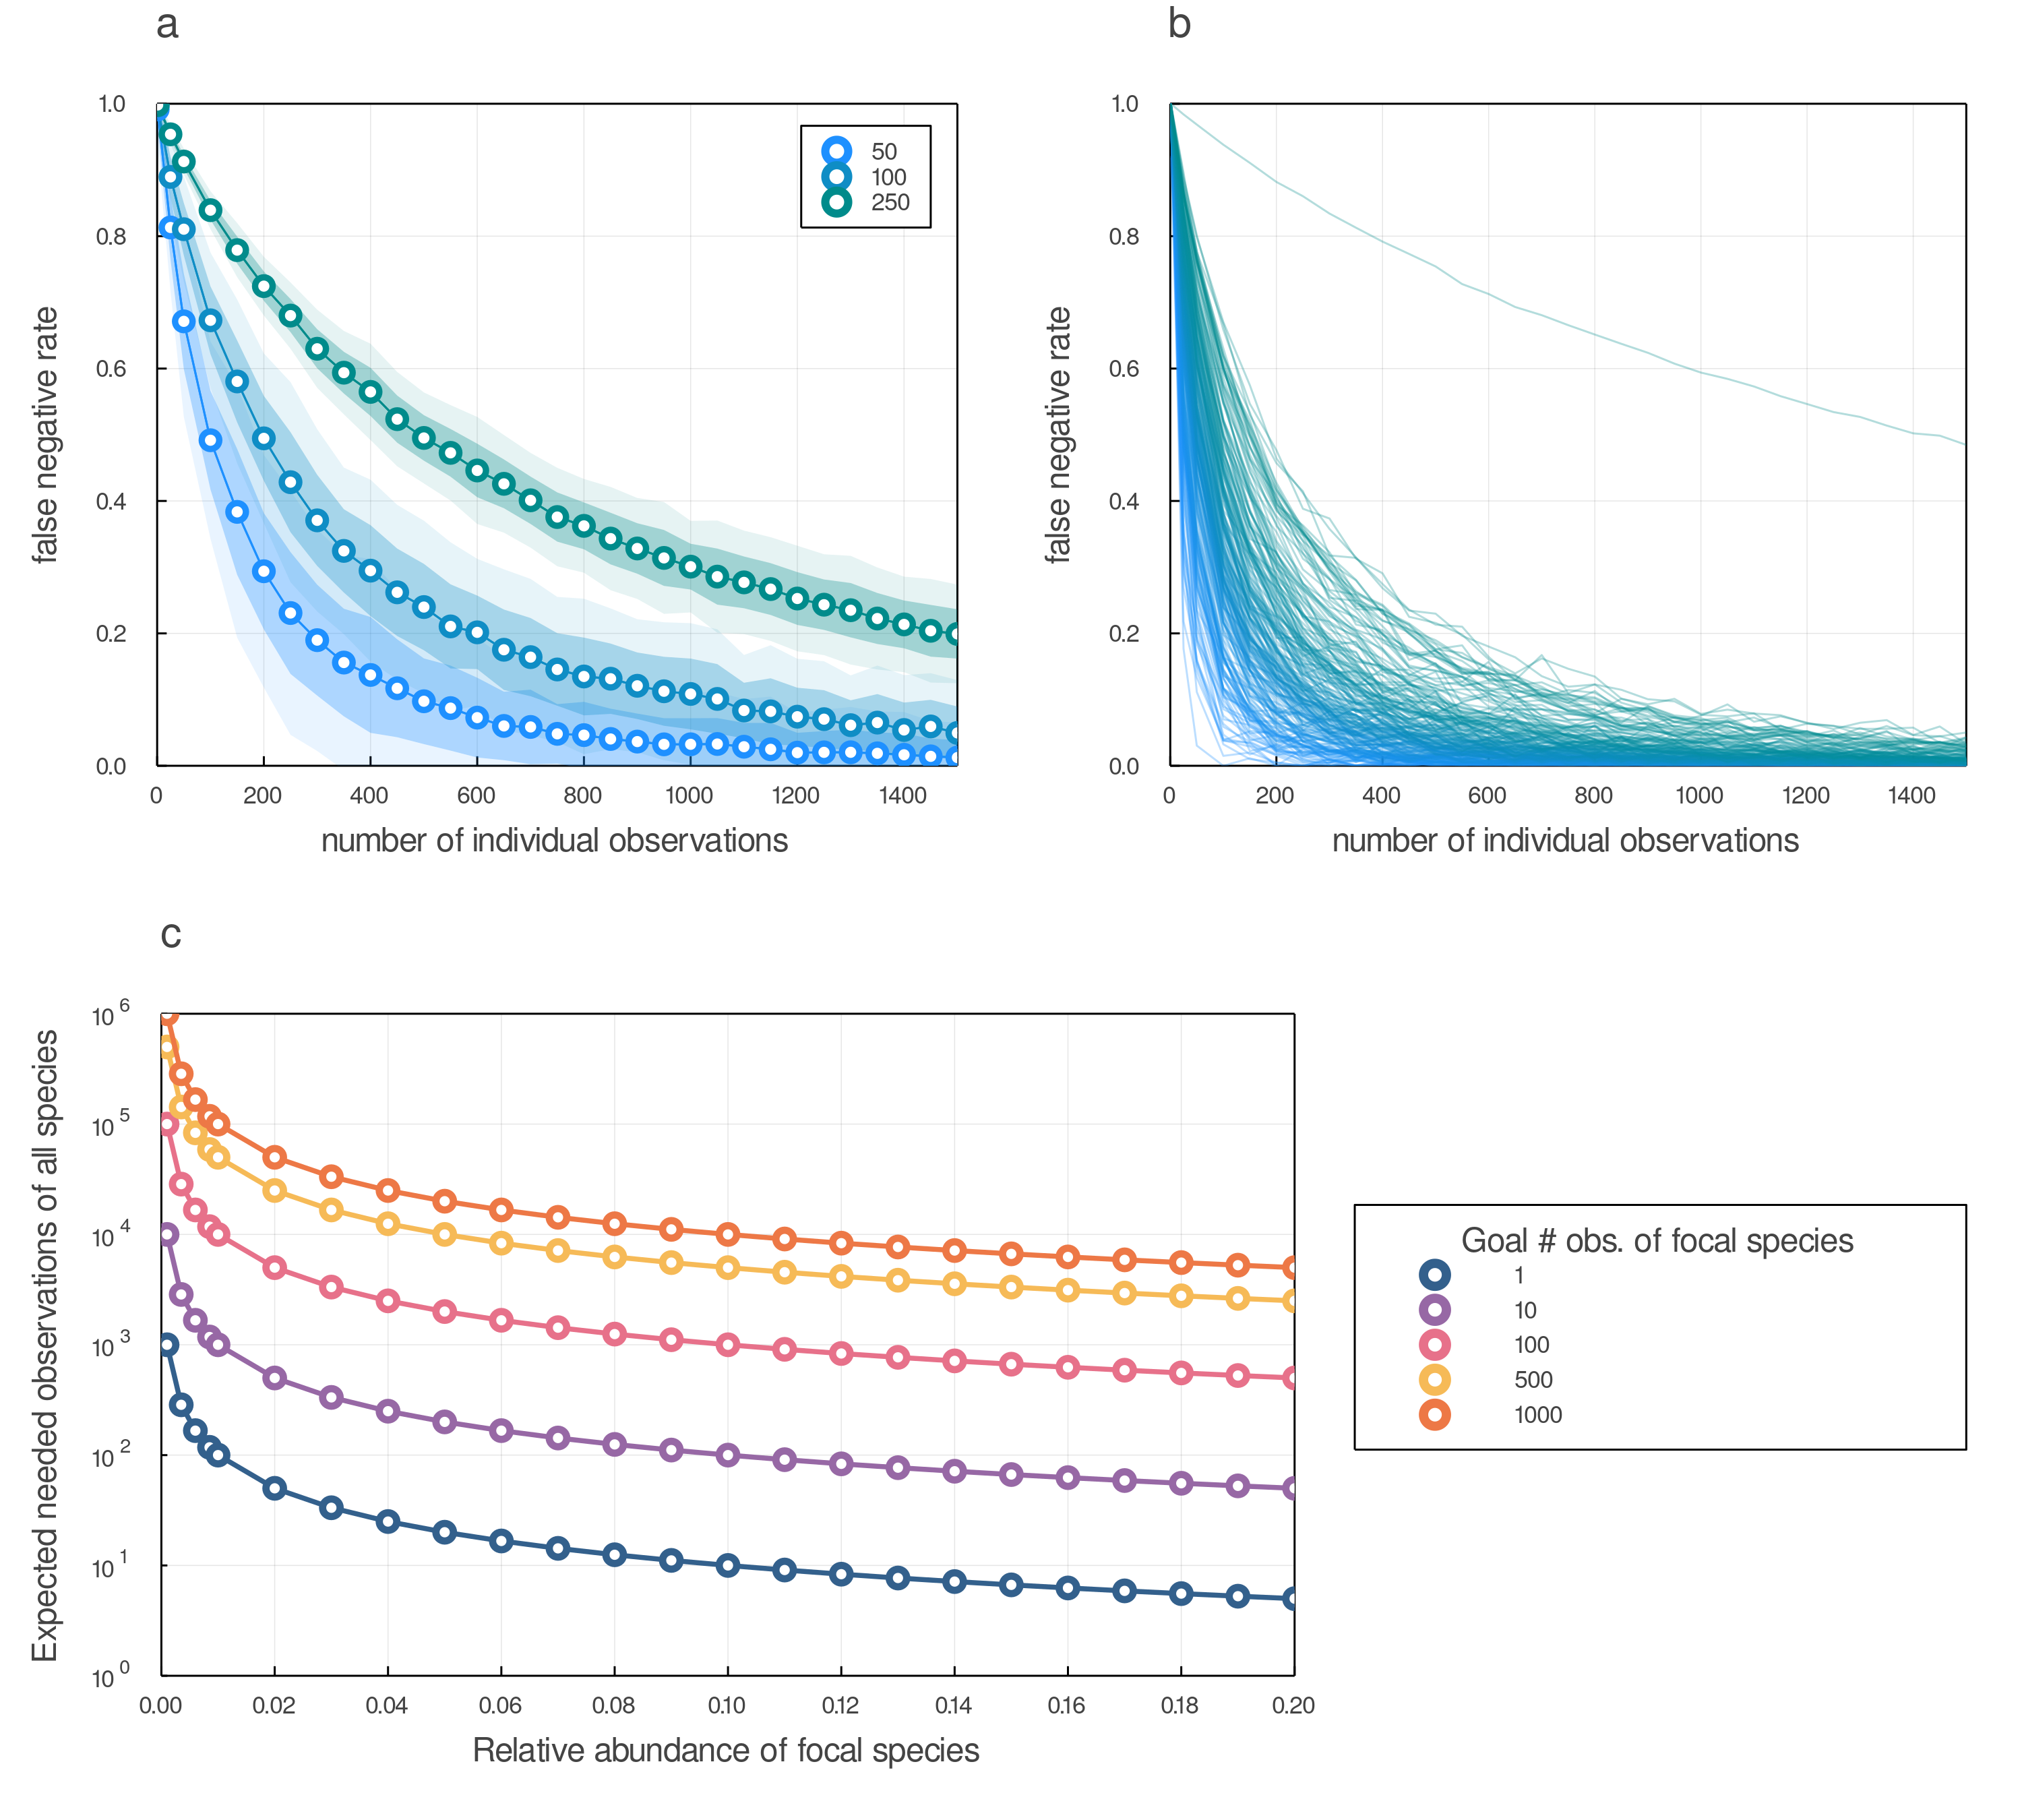 a
1.0
0.8
0.6
0.4
0.2
0.0
0 200 400 600 800 1000 1200 1400
false negative rate
number of individual observations
50
100
250
b
1.0
0.8
0.6
0.4
0.2
0.0
0 200 400 600 800 1000 1200 1400
false negative rate
number of individual observations
c
10^6
10^5
10^4
10^3
10^2
10^1
10^0
0.00 0.02 0.04 0.06 0.08 0.10 0.12 0.14 0.16 0.18 0.20
Expected needed observations of all species
Relative abundance of focal species
Goal # obs. of focal species
1
10
100
500
1000